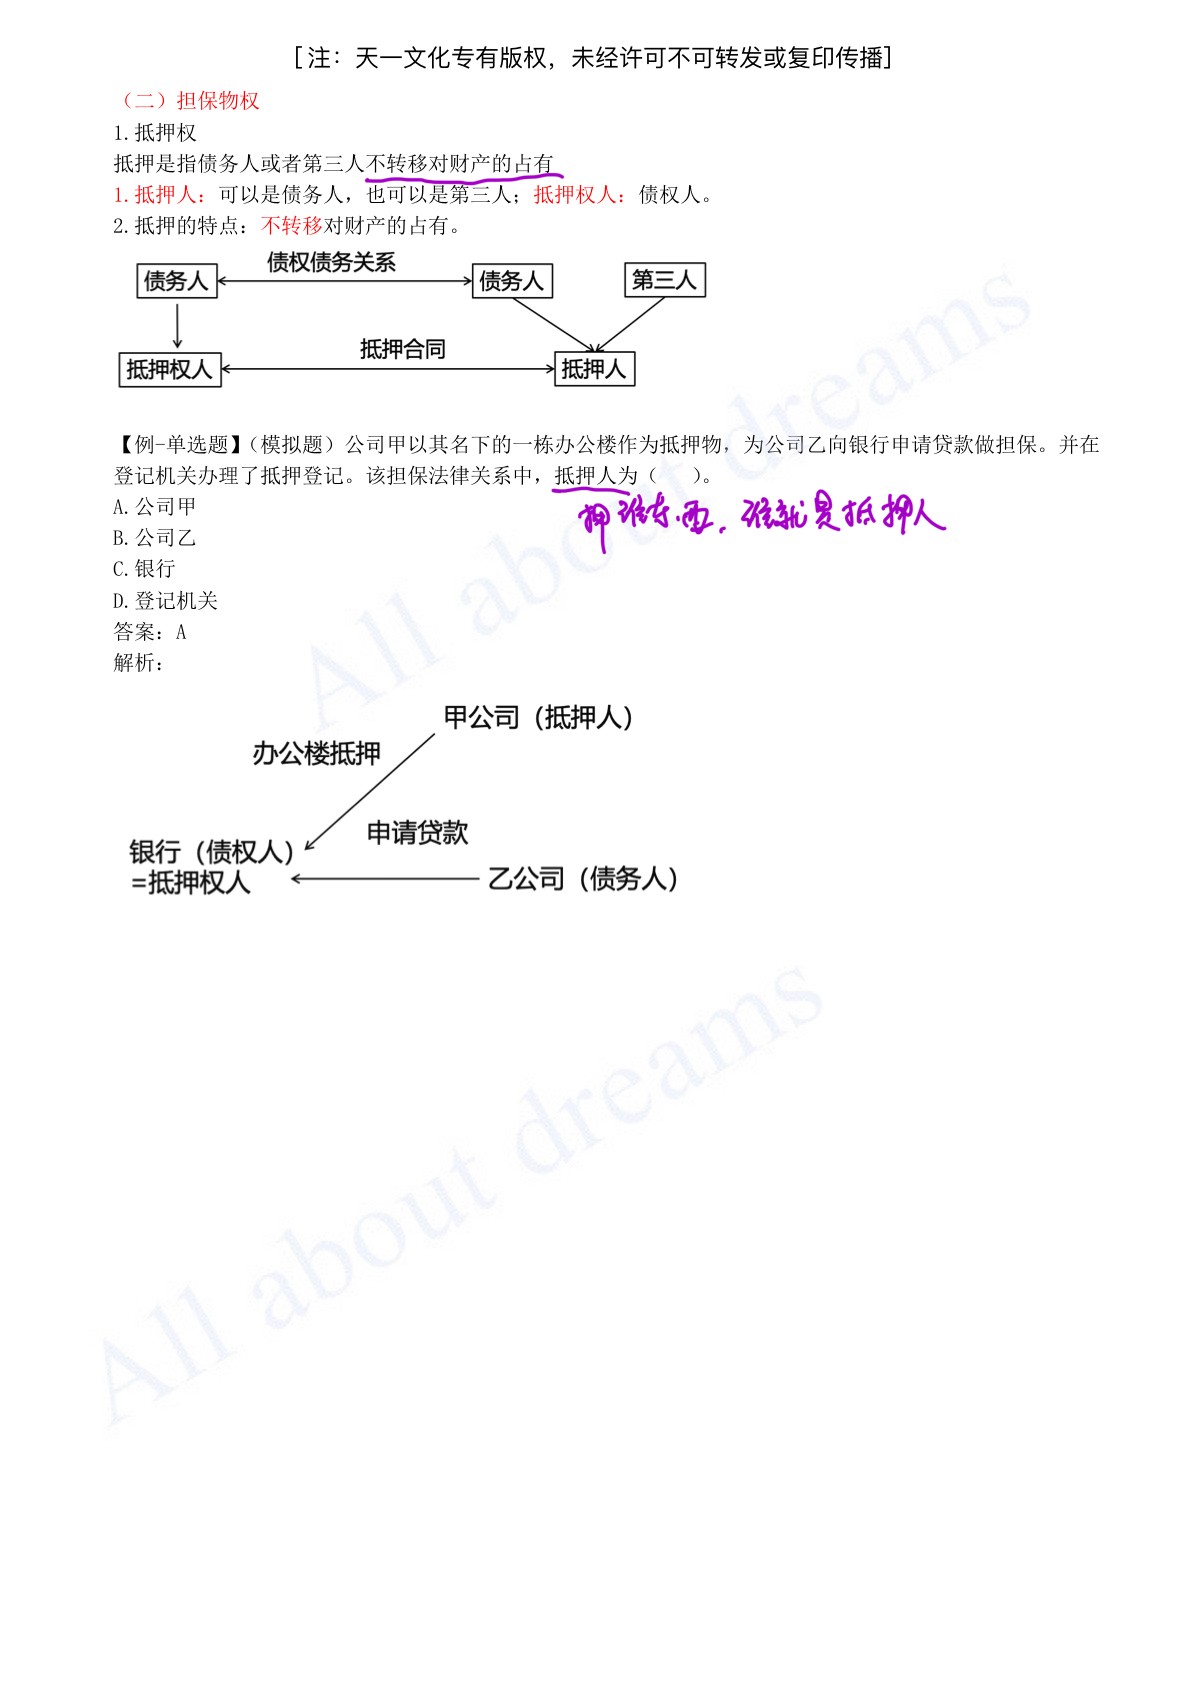 [注：天一文化专有版权，未经许可不可转发或复印传播]
（二）担保物权
1.抵押权
抵押是指债务人或者第三人不转移对财产的占有
1.抵押人：可以是债务人，也可以是第三人；抵押权人：债权人。
2.抵押的特点：不转移对财产的占有。
债权债务关系
债务人 债务人 第三人
抵押合同
抵押权人 抵押人
【例-单选题】（模拟题）公司甲以其名下的一栋办公楼作为抵押物，为公司乙向银行申请贷款做担保。并在
登记机关办理了抵押登记。该担保法律关系中，抵押人为（ ）。
押谁东西，谁就是抵押人
A.公司甲
B.公司乙
C.银行
D.登记机关
答案：A
解析：
甲公司（抵押人）
办公楼抵押
申请贷款
银行（债权人）
=抵押权人
乙公司（债务人）
All about dreams
All about dreams